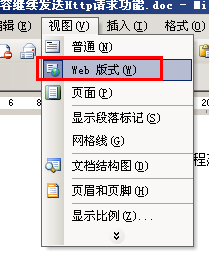 容继续发送Http请求功能.doc - Mi
编辑(E) 视图(V) 插入(I) 格式(O)
普通(N)
Web 版式(W)
页面(P)
6 8
显示段落标记(S)
网格线(G)
文档结构图(D)
页眉和页脚(H)
显示比例(Z)...